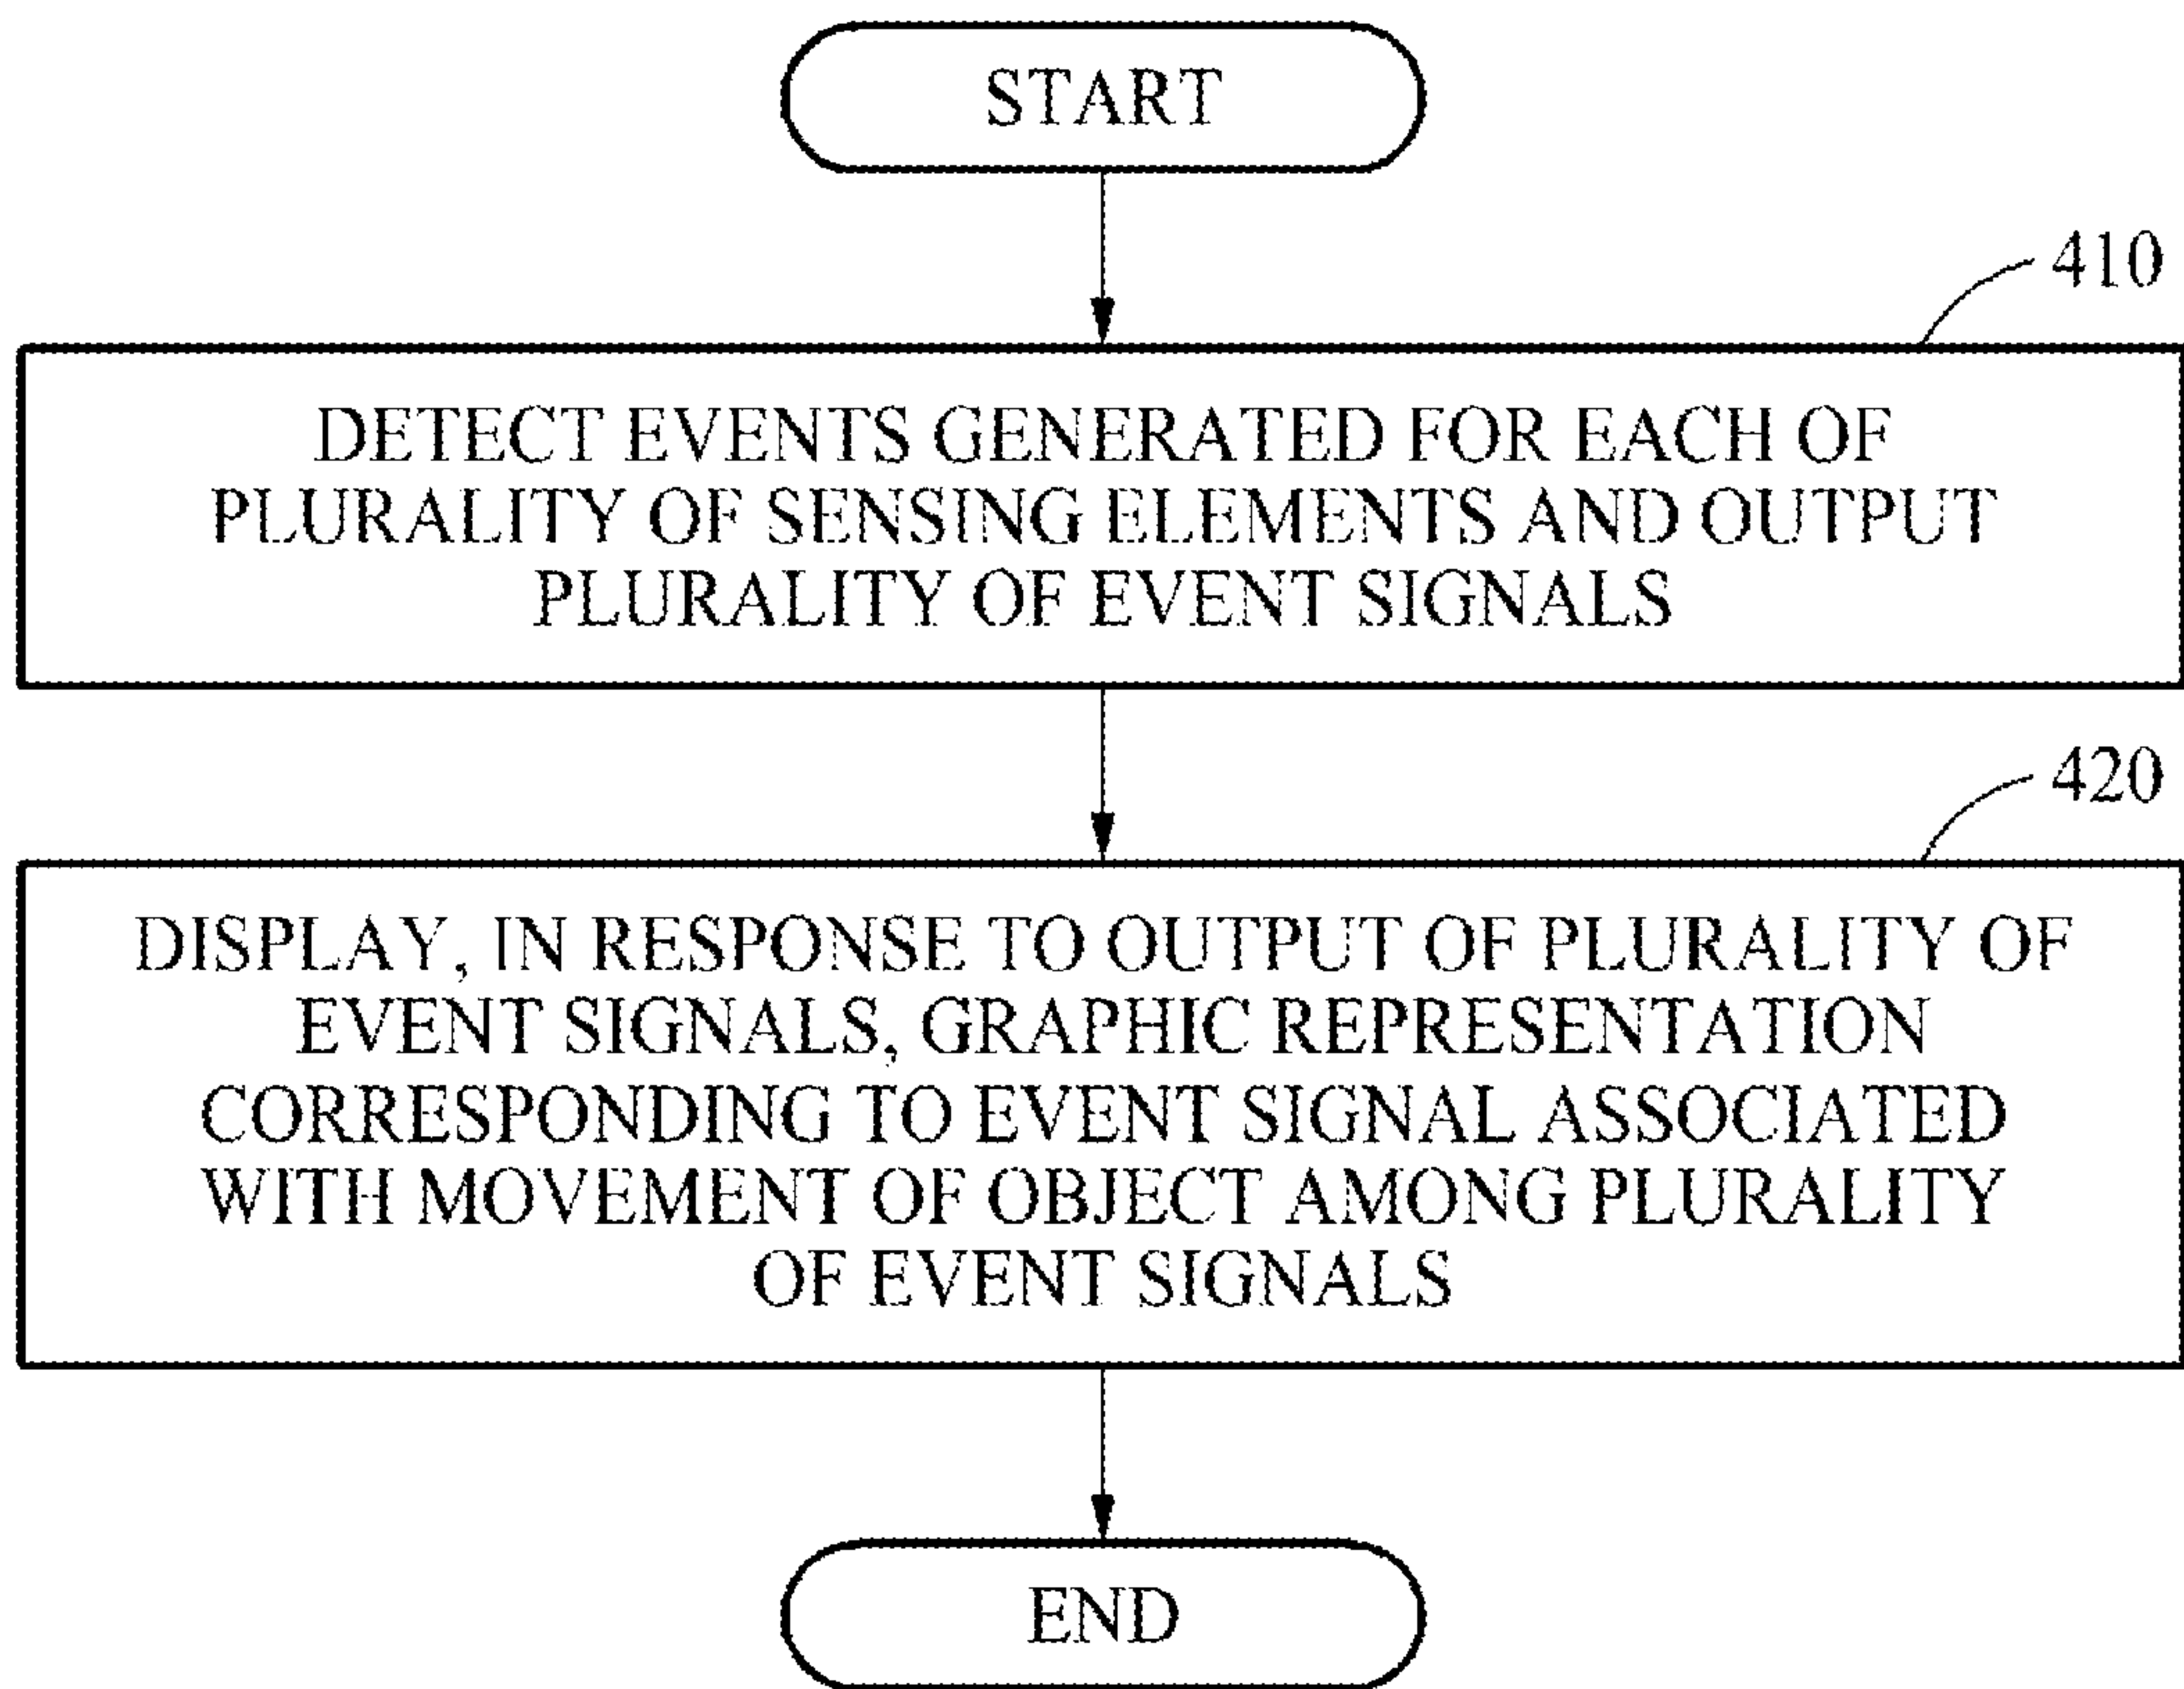 START
410
DETECT EVENTS GENERATED FOR EACH OF
PLURALITY OF SENSING ELEMENTS AND OUTPUT
PLURALITY OF EVENT SIGNALS
420
DISPLAY, IN RESPONSE TO OUTPUT OF PLURALITY OF
EVENT SIGNALS, GRAPHIC REPRESENTATION
CORRESPONDING TO EVENT SIGNAL ASSOCIATED
WITH MOVEMENT OF OBJECT AMONG PLURALITY
OF EVENT SIGNALS
END